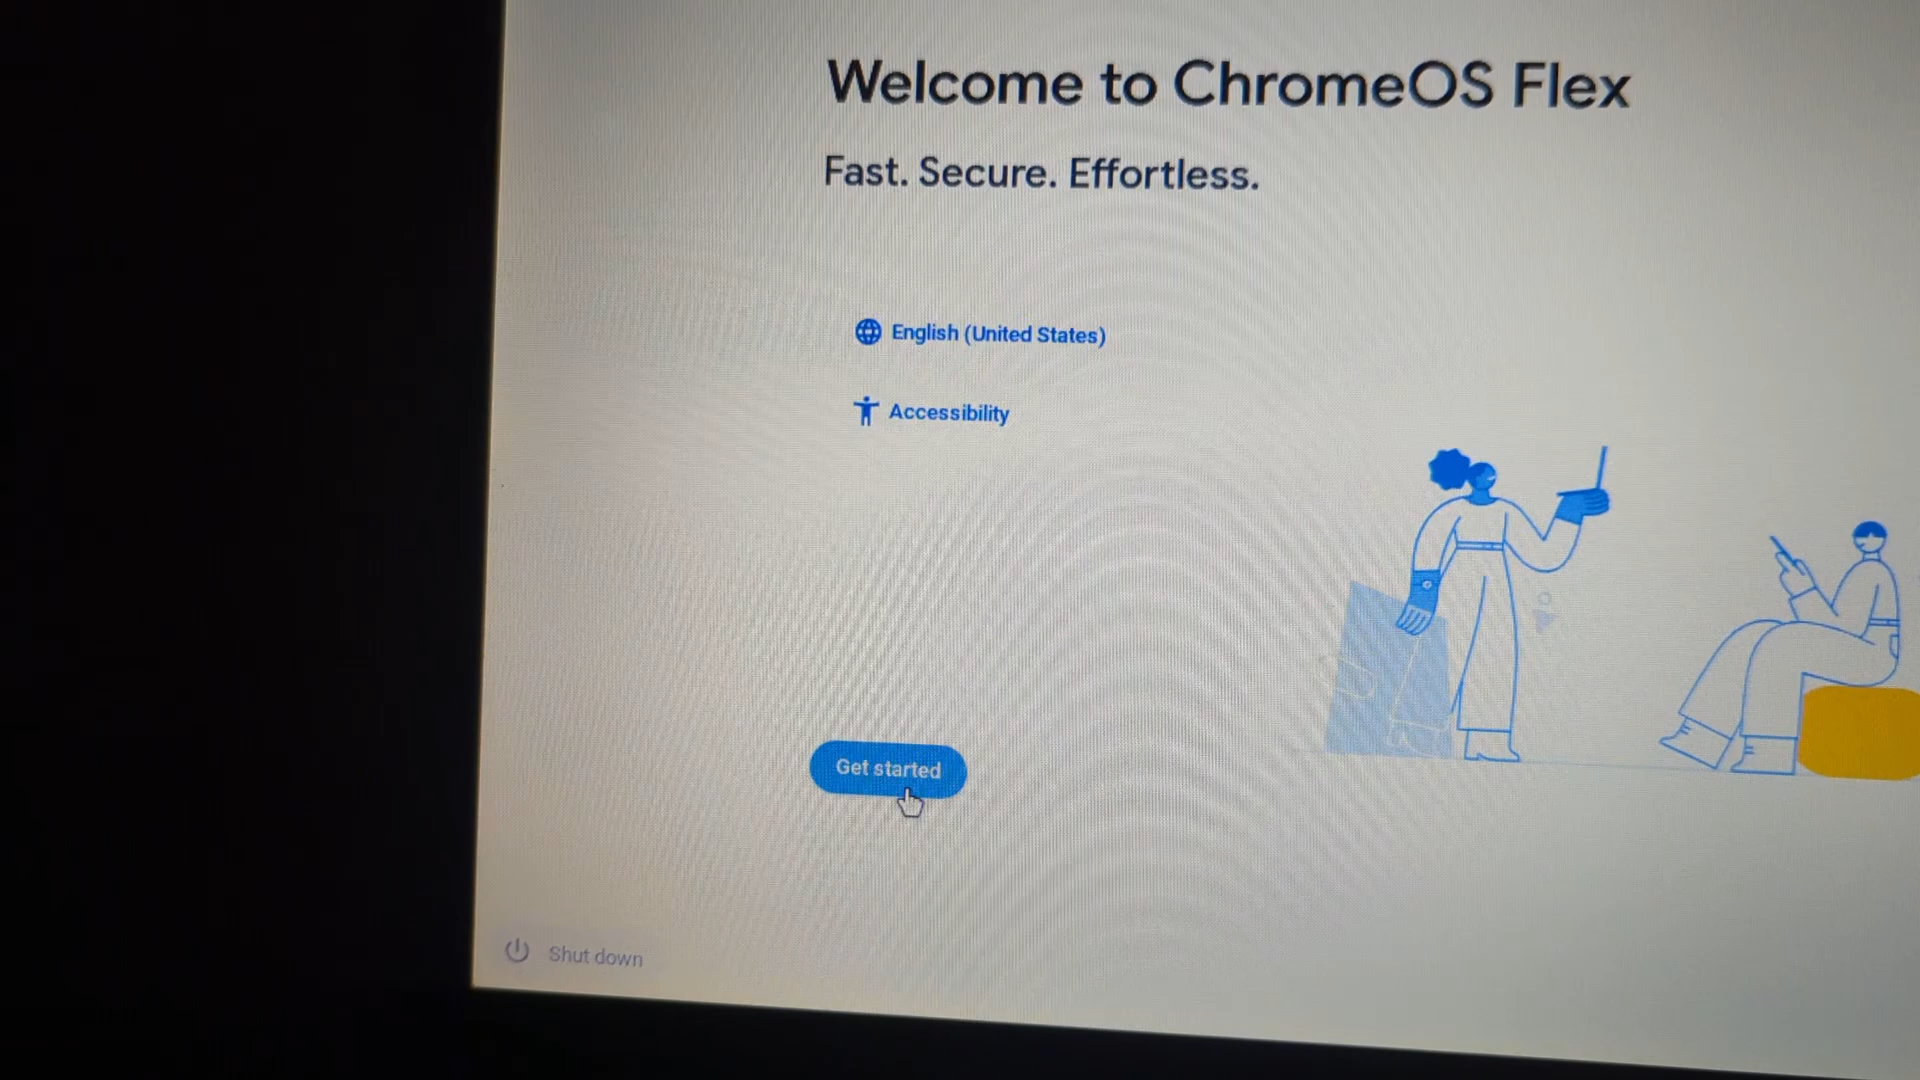 Welcome to ChromeOS Flex
Fast. Secure. Effortless.
English (United States)
Accessibility
Get started
Shut down